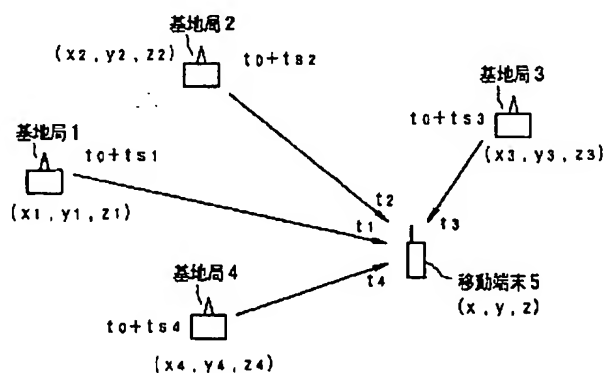 基地局2
(x2, y2, z2)
t0+ts2
基地局3
t0+ts3
(x3, y3, z3)
基地局1
t0+ts1
(x1, y1, z1)
t2
t1
t3
t4
移動端末5
(x, y, z)
基地局4
t0+ts4
(x4, y4, z4)